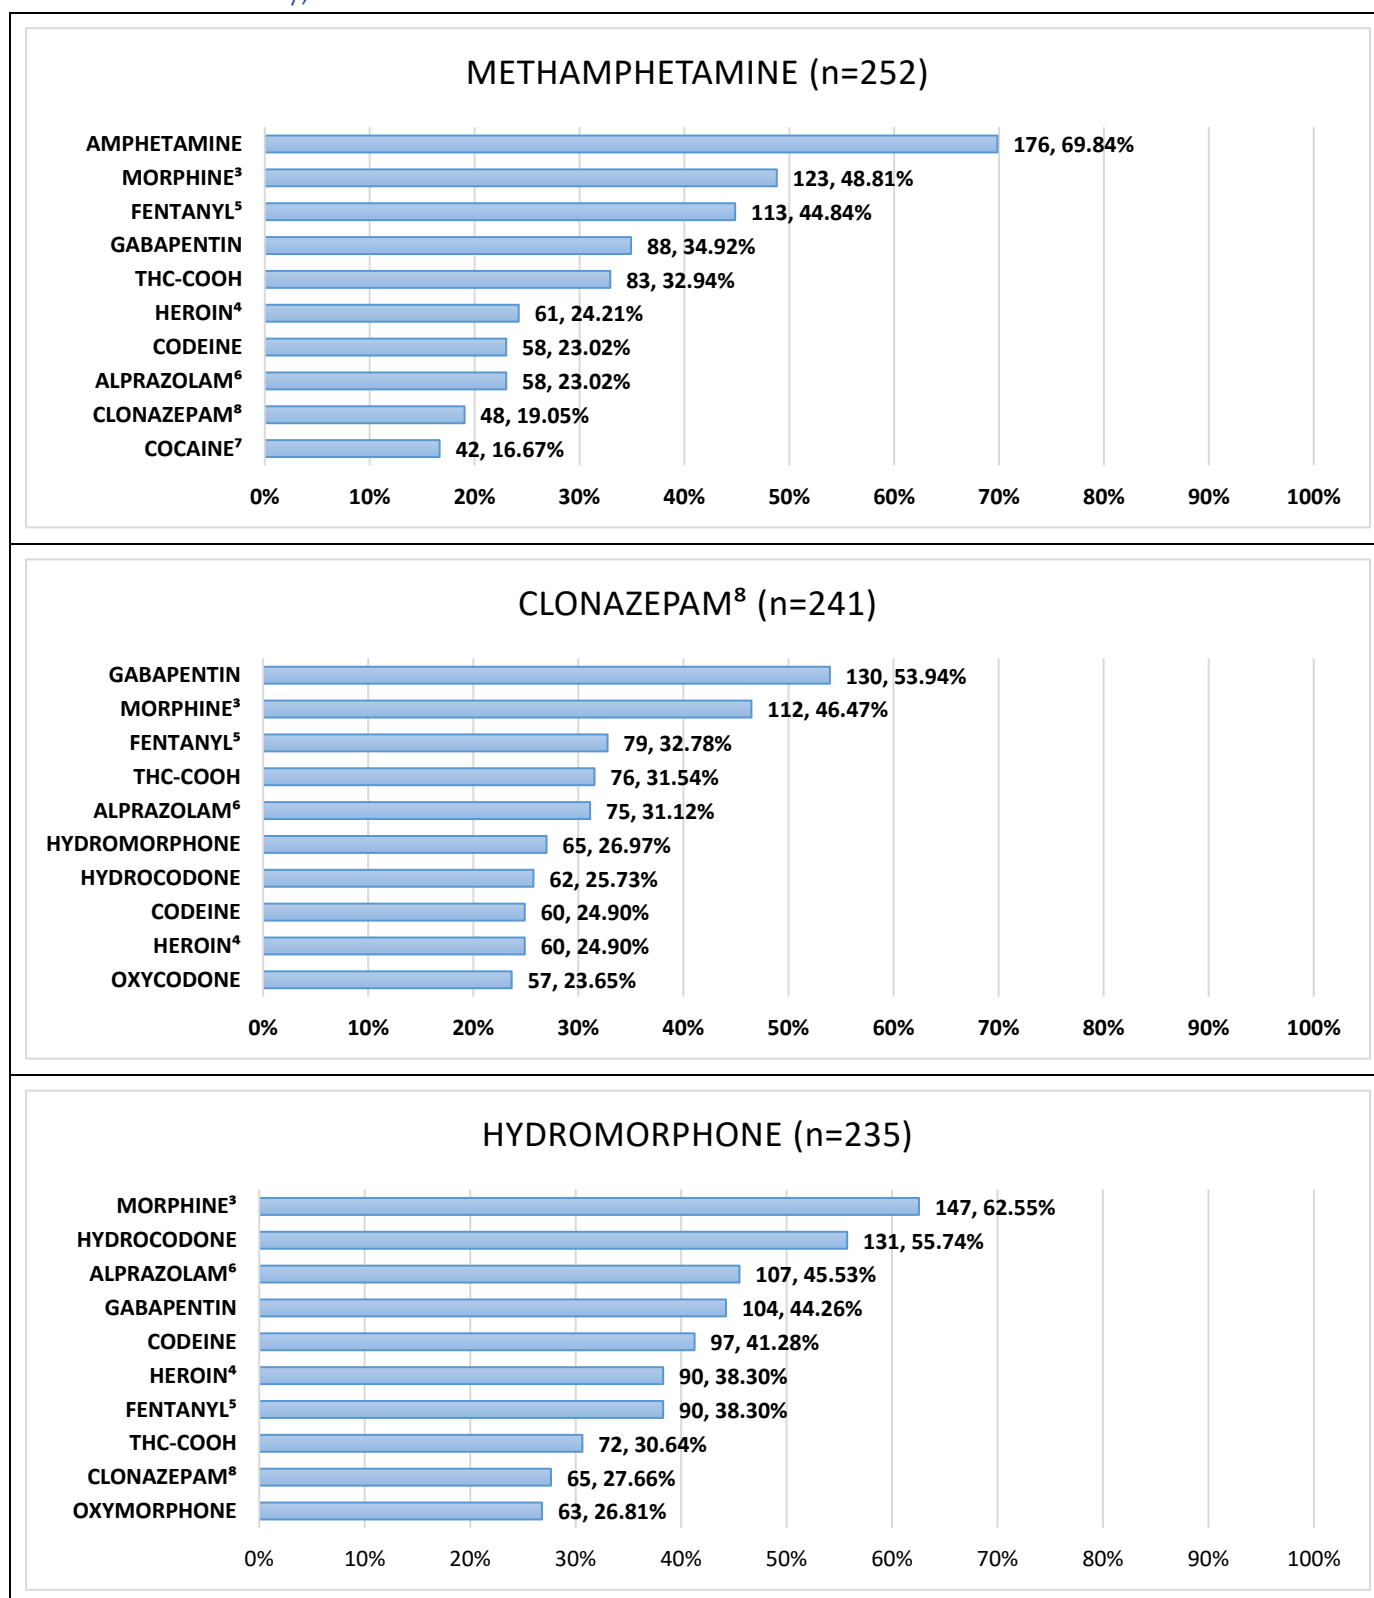 METHAMPHETAMINE (n=252)
AMPHETAMINE 176, 69.84%
MORPHINE³ 123, 48.81%
FENTANYL⁵ 113, 44.84%
GABAPENTIN 88, 34.92%
THC-COOH 83, 32.94%
HEROIN⁴ 61, 24.21%
CODEINE 58, 23.02%
ALPRAZOLAM⁶ 58, 23.02%
CLONAZEPAM⁸ 48, 19.05%
COCAINE⁷ 42, 16.67%
0% 10% 20% 30% 40% 50% 60% 70% 80% 90% 100%
CLONAZEPAM⁸ (n=241)
GABAPENTIN 130, 53.94%
MORPHINE³ 112, 46.47%
FENTANYL⁵ 79, 32.78%
THC-COOH 76, 31.54%
ALPRAZOLAM⁶ 75, 31.12%
HYDROMORPHONE 65, 26.97%
HYDROCODONE 62, 25.73%
CODEINE 60, 24.90%
HEROIN⁴ 60, 24.90%
OXYCODONE 57, 23.65%
0% 10% 20% 30% 40% 50% 60% 70% 80% 90% 100%
HYDROMORPHONE (n=235)
MORPHINE³ 147, 62.55%
HYDROCODONE 131, 55.74%
ALPRAZOLAM⁶ 107, 45.53%
GABAPENTIN 104, 44.26%
CODEINE 97, 41.28%
HEROIN⁴ 90, 38.30%
FENTANYL⁵ 90, 38.30%
THC-COOH 72, 30.64%
CLONAZEPAM⁸ 65, 27.66%
OXYMORPHONE 63, 26.81%
0% 10% 20% 30% 40% 50% 60% 70% 80% 90% 100%